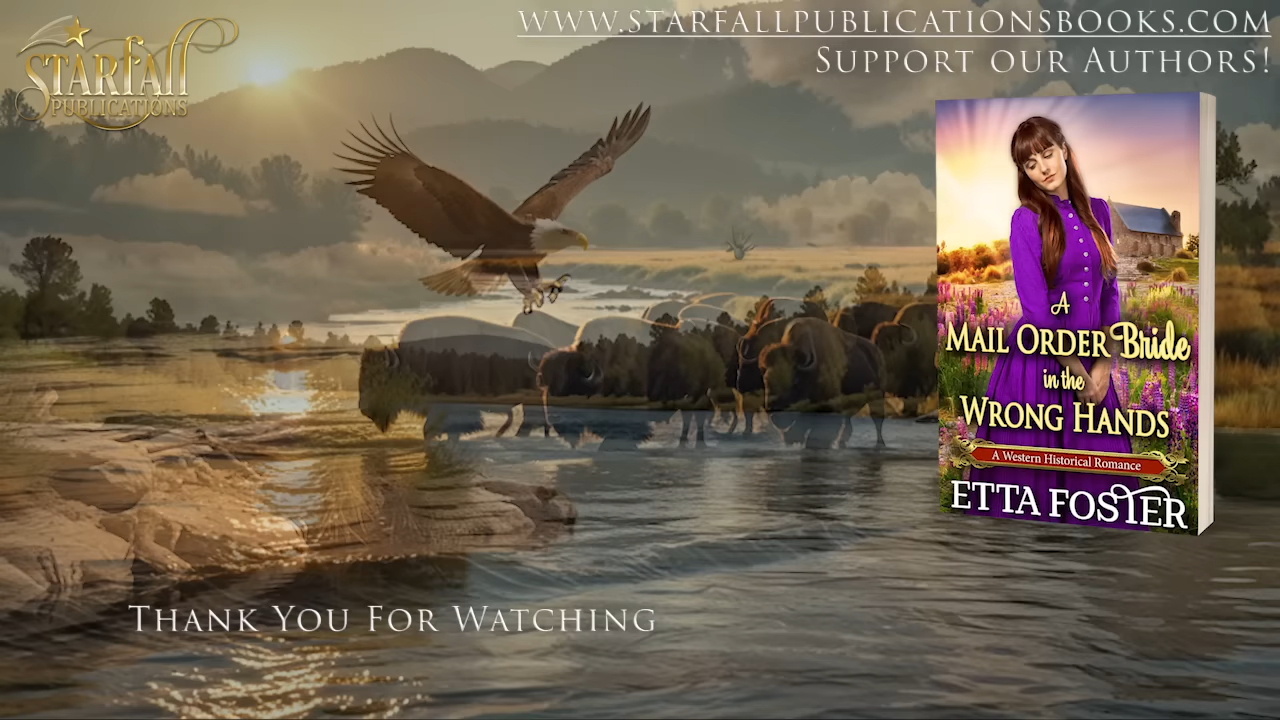 STARfall
PUBLICATIONS
WWW.STARFALLPUBLICATIONSBOOKS.COM
SUPPORT OUR AUTHORS!
A
MAIL ORDER Bride
in the
WRONG HANDS
A Western Historical Romance
ETTA FOSTER
THANK YOU FOR WATCHING